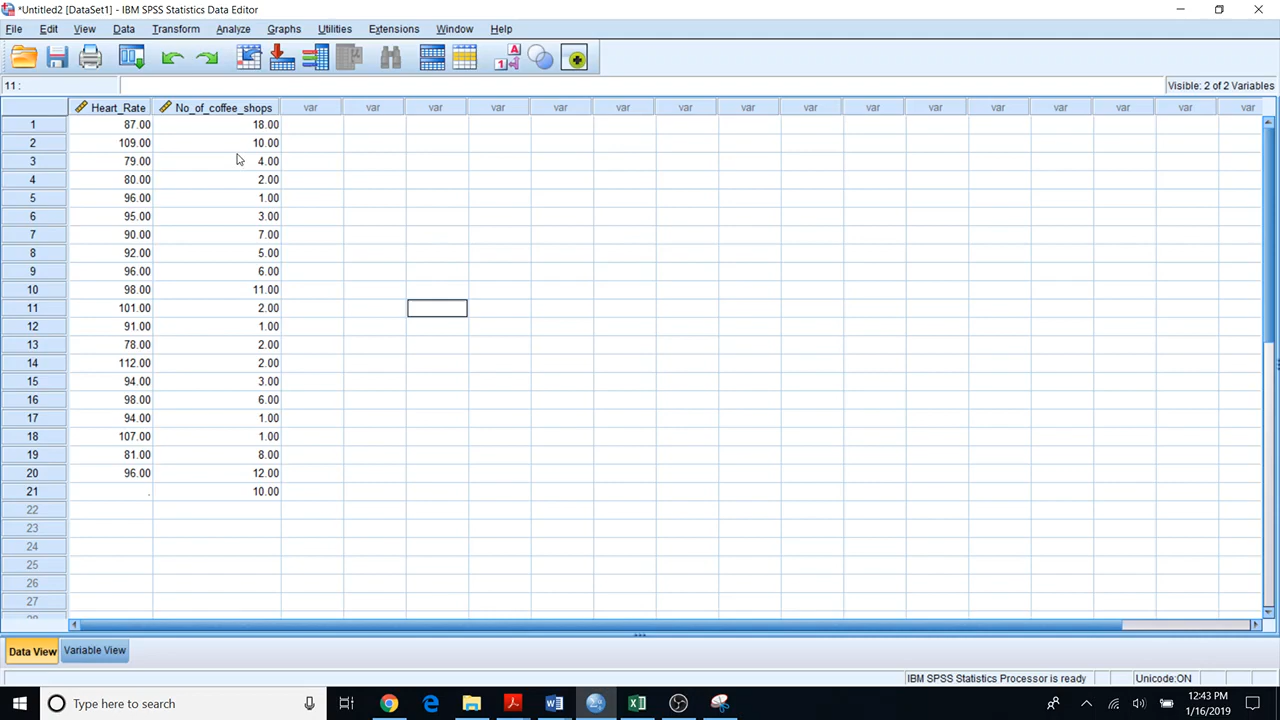 *Untitled2 [DataSet1] - IBM SPSS Statistics Data Editor
File Edit View Data Transform Analyze Graphs Utilities Extensions Window Help
11 : Visible: 2 of 2 Variables
Heart_Rate No_of_coffee_shops var var var var var var var var var var var var var var var var
1 87.00 18.00
2 109.00 10.00
3 79.00 4.00
4 80.00 2.00
5 96.00 1.00
6 95.00 3.00
7 90.00 7.00
8 92.00 5.00
9 96.00 6.00
10 98.00 11.00
11 101.00 2.00
12 91.00 1.00
13 78.00 2.00
14 112.00 2.00
15 94.00 3.00
16 98.00 6.00
17 94.00 1.00
18 107.00 1.00
19 81.00 8.00
20 96.00 12.00
21 . 10.00
22
23
24
25
26
27
Data View Variable View
IBM SPSS Statistics Processor is ready Unicode:ON
Type here to search 12:43 PM
1/16/2019